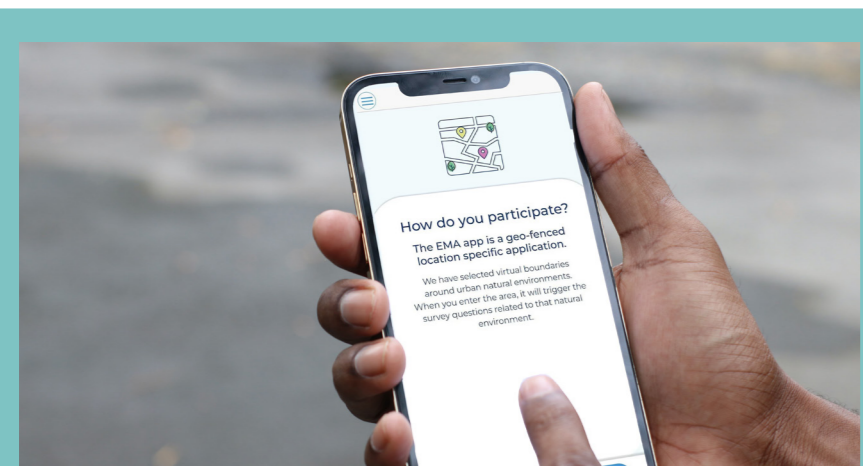 How do you participate?
The EMA app is a geo-fenced
location specific application.
We have selected virtual boundaries
around urban natural environments.
When you enter the area, it will trigger the
survey questions related to that natural
environment.